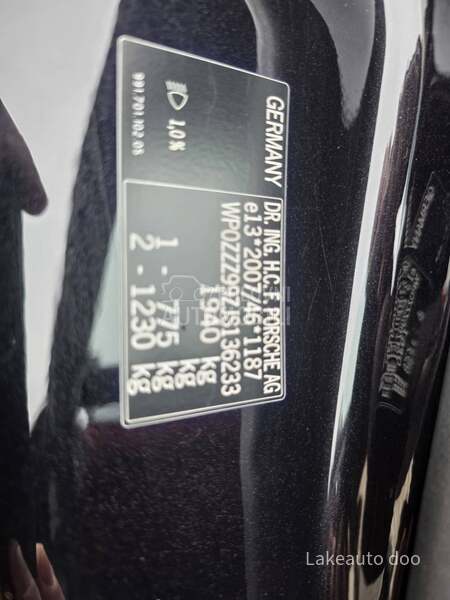 GERMANY
1,0%
991.701.102.05
DR. ING. H.C. F. PORSCHE AG
e13*2007/46*1187
WP0ZZZ99ZJS136233
1940 kg
1 - 775 kg
2 - 1230 kg
Lakeauto doo